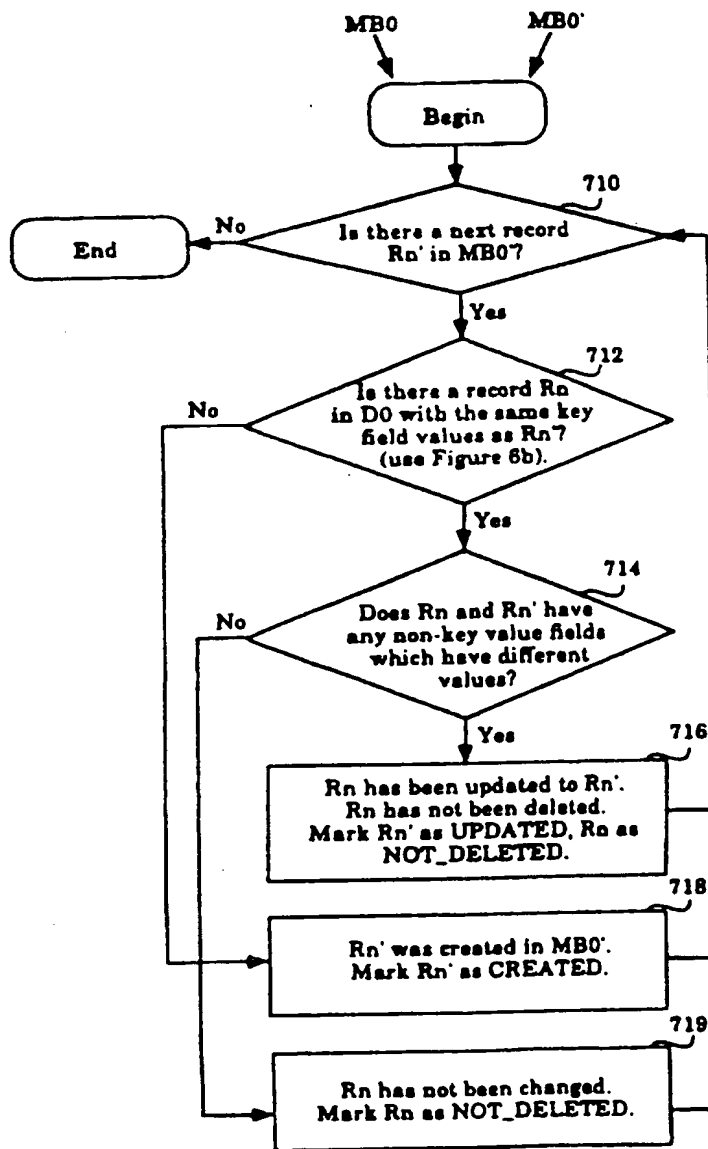 MB0 MB0'
Begin
710
No
End
Is there a next record
Rn' in MB0'?
Yes
712
No
Is there a record Rn
in D0 with the same key
field values as Rn'?
(use Figure 6b).
Yes
714
No
Does Rn and Rn' have
any non-key value fields
which have different
values?
Yes
716
Rn has been updated to Rn'.
Rn has not been deleted.
Mark Rn' as UPDATED, Rn as
NOT_DELETED.
718
Rn' was created in MB0'.
Mark Rn' as CREATED.
719
Rn has not been changed.
Mark Rn as NOT_DELETED.